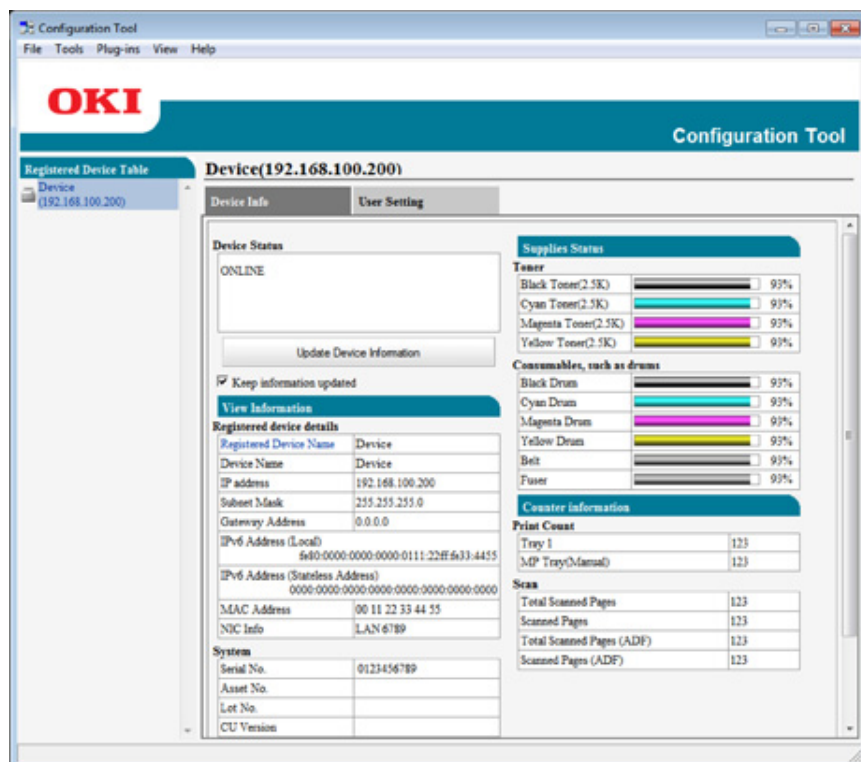 Configuration Tool
File Tools Plug-ins View Help
OKI
Configuration Tool
Registered Device Table
Device
(192.168.100.200)
Device(192.168.100.200)
Device Info
User Setting
Device Status
ONLINE
Update Device Information
Keep information updated
View Information
Registered device details
Registered Device Name Device
Device Name Device
IP address 192.168.100.200
Subnet Mask 255.255.255.0
Gateway Address 0.0.0.0
IPv6 Address (Local)
fe80:0000:0000:0000:0111:22ff:fe33:4455
IPv6 Address (Stateless Address)
0000:0000:0000:0000:0000:0000:0000:0000
MAC Address 00 11 22 33 44 55
NIC Info LAN 6789
System
Serial No. 0123456789
Asset No.
Lot No.
CU Version
Supplies Status
Toner
Black Toner(2.5K) 93%
Cyan Toner(2.5K) 93%
Magenta Toner(2.5K) 93%
Yellow Toner(2.5K) 93%
Consumables, such as drums
Black Drum 93%
Cyan Drum 93%
Magenta Drum 93%
Yellow Drum 93%
Belt 93%
Fuser 93%
Counter information
Print Count
Tray 1 123
MP Tray(Manual) 123
Scan
Total Scanned Pages 123
Scanned Pages 123
Total Scanned Pages (ADF) 123
Scanned Pages (ADF) 123